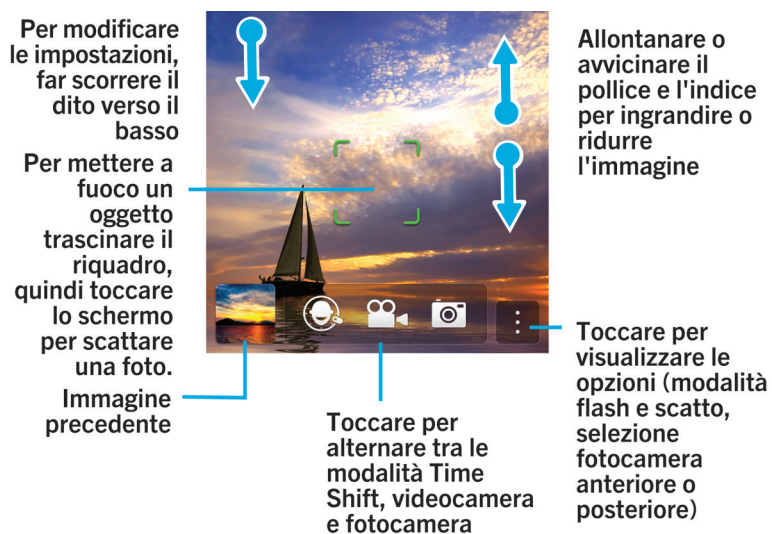 Per modificare
le impostazioni,
far scorrere il
dito verso il
basso
Per mettere a
fuoco un
oggetto
trascinare il
riquadro,
quindi toccare
lo schermo
per scattare
una foto.
Immagine
precedente
Allontanare o
avvicinare il
pollice e l'indice
per ingrandire o
ridurre
l'immagine
Toccare per
alternare tra le
modalità Time
Shift, videocamera
e fotocamera
Toccare per
visualizzare le
opzioni (modalità
flash e scatto,
selezione
fotocamera
anteriore o
posteriore)